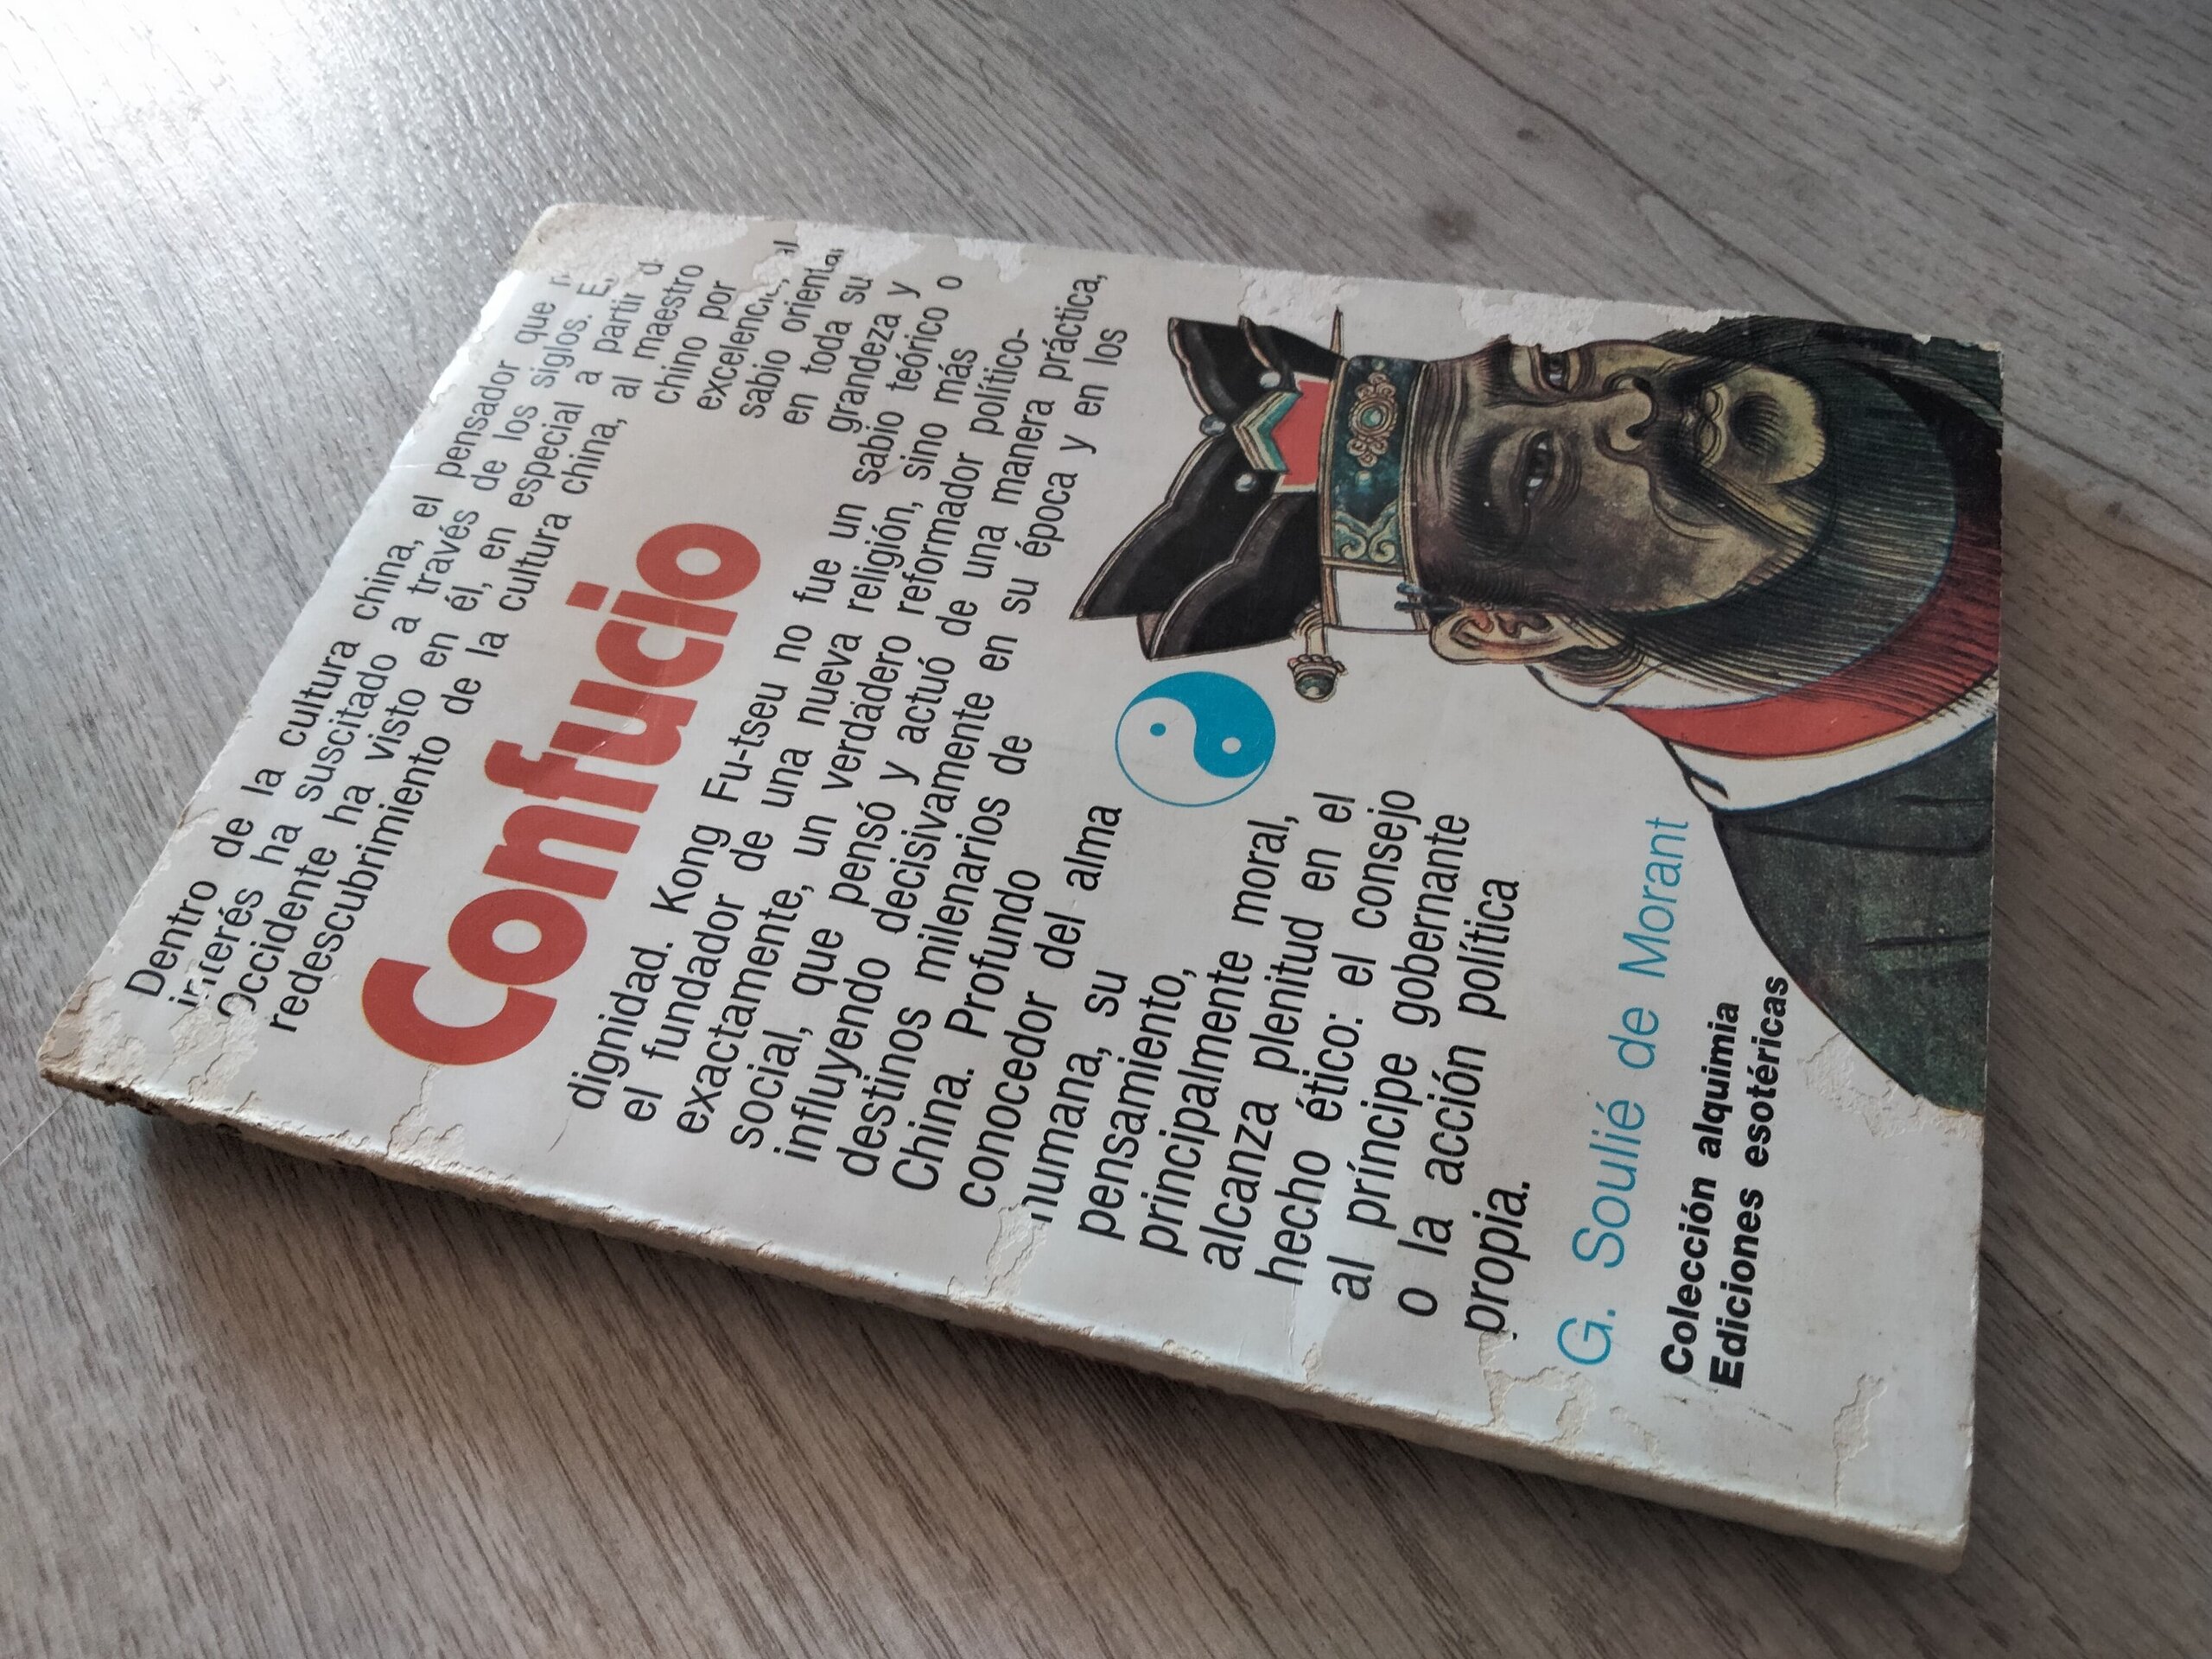 Dentro de la cultura china, el pensador que
interés ha suscitado a través de los siglos.
Occidente ha visto en él, en especial a partir
redescubrimiento de la cultura china, al maestro
chino por
excelencia, al
sabio oriental
en toda su
grandeza y
Confucio
dignidad. Kong Fu-tseu no fue un sabio teórico o
el fundador de una nueva religión, sino más
exactamente, un verdadero reformador político-
social, que pensó y actuó de una manera práctica,
influyendo decisivamente en su época y en los
destinos milenarios de
China. Profundo
conocedor del alma
humana, su
pensamiento,
principalmente moral,
alcanza plenitud en el
hecho ético: el consejo
al príncipe gobernante
o la acción política
propia.
G. Soulié de Morant
Colección alquimia
Ediciones esotéricas